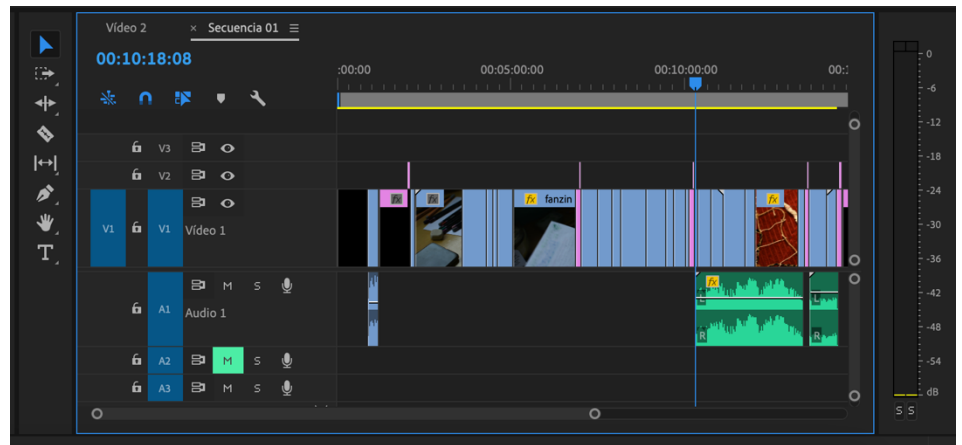 Vídeo 2
× Secuencia 01
00:10:18:08
:00:00 00:05:00:00 00:10:00:00 00:1
V3
V2
fx fx fx fanzin fx
V1 V1 Vídeo 1
M S
fx
A1 Audio 1
L L
R R
A2 M S
A3 M S
T
0
-6
-12
-18
-24
-30
-36
-42
-48
-54
dB
S S